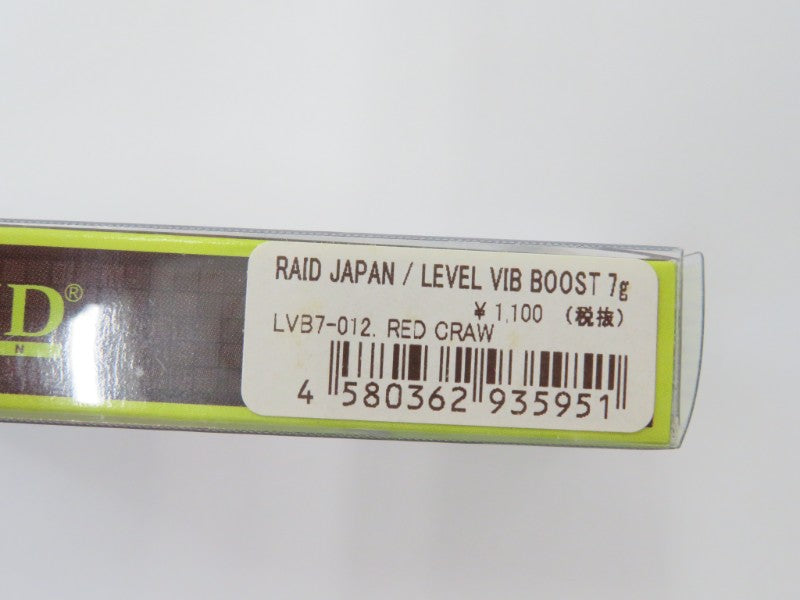 D®
N
RAID JAPAN / LEVEL VIB BOOST 7g
¥ 1,100 (税抜)
LVB7-012. RED CRAW
4 580362 935951